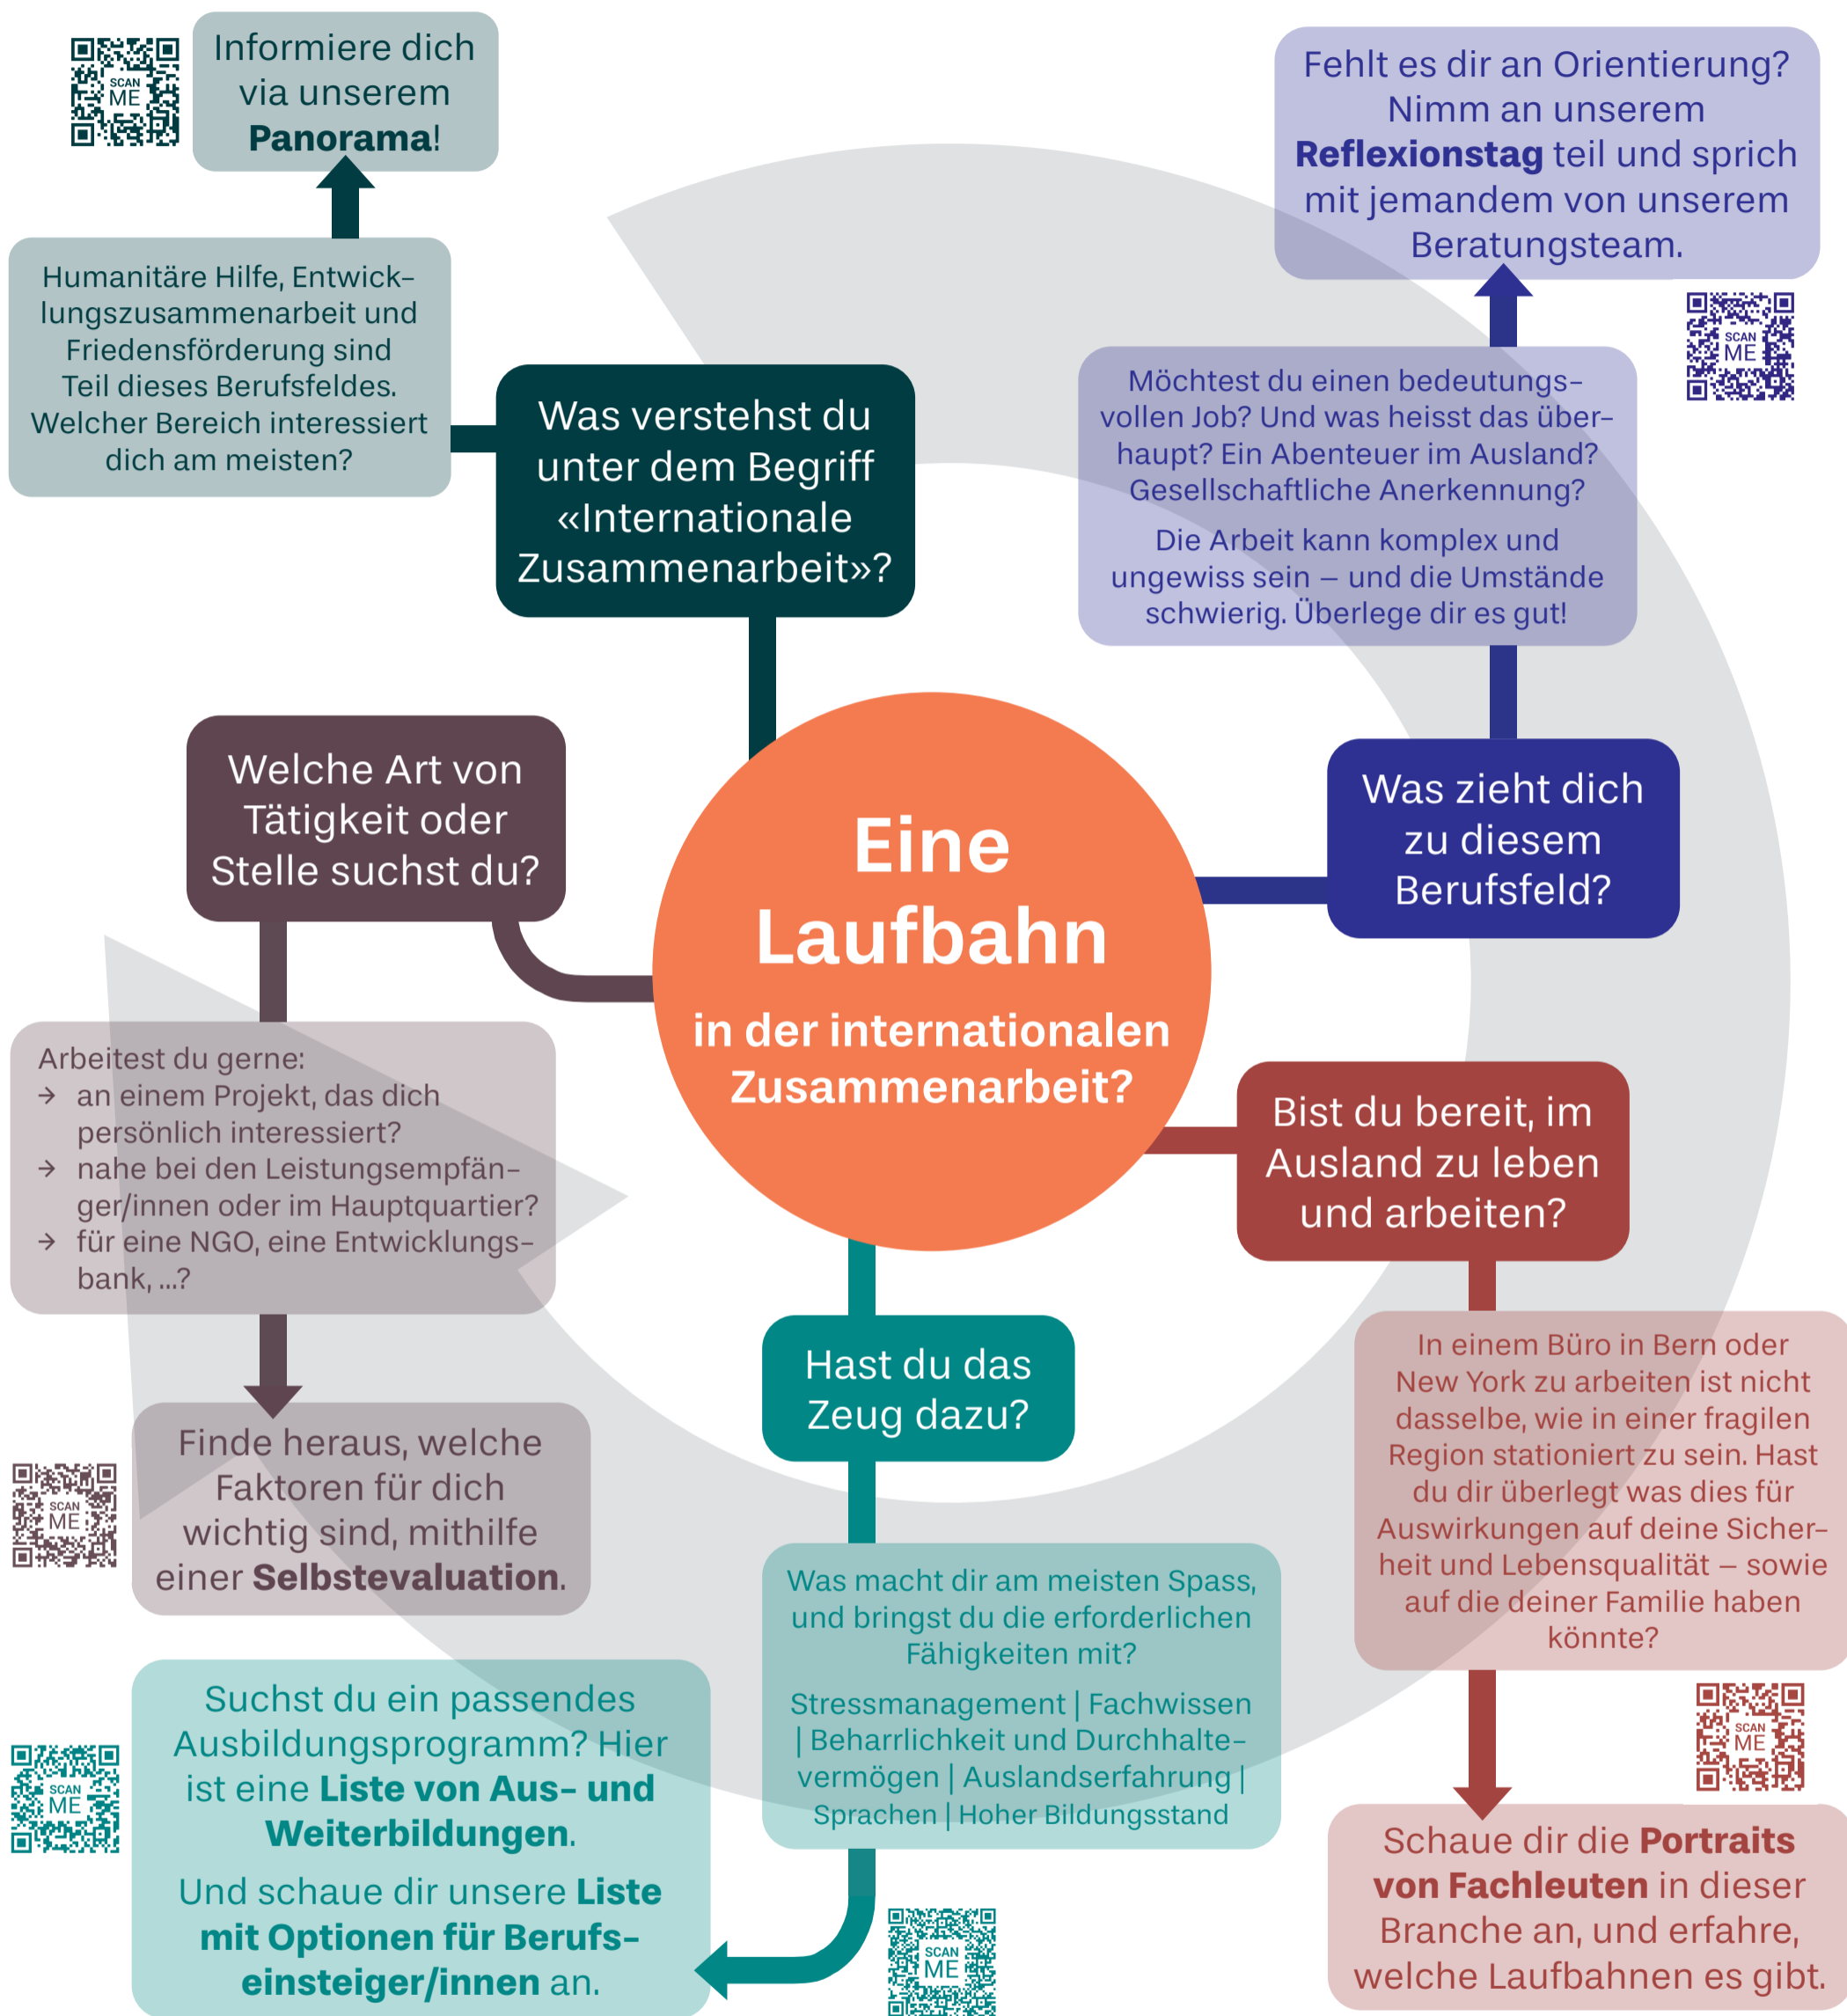 Eine
Laufbahn
in der internationalen
Zusammenarbeit?
Was verstehst du
unter dem Begriff
«Internationale
Zusammenarbeit»?
Humanitäre Hilfe, Entwick-
lungszusammenarbeit und
Friedensförderung sind
Teil dieses Berufsfeldes.
Welcher Bereich interessiert
dich am meisten?
SCAN
ME
Informiere dich
via unserem
Panorama!
Was zieht dich
zu diesem
Berufsfeld?
Möchtest du einen bedeutungs-
vollen Job? Und was heisst das über-
haupt? Ein Abenteuer im Ausland?
Gesellschaftliche Anerkennung?
Die Arbeit kann komplex und
ungewiss sein – und die Umstände
schwierig. Überlege dir es gut!
Fehlt es dir an Orientierung?
Nimm an unserem
Reflexionstag teil und sprich
mit jemandem von unserem
Beratungsteam.
SCAN
ME
Bist du bereit, im
Ausland zu leben
und arbeiten?
In einem Büro in Bern oder
New York zu arbeiten ist nicht
dasselbe, wie in einer fragilen
Region stationiert zu sein. Hast
du dir überlegt was dies für
Auswirkungen auf deine Sicher-
heit und Lebensqualität – sowie
auf die deiner Familie haben
könnte?
SCAN
ME
Schaue dir die Portraits
von Fachleuten in dieser
Branche an, und erfahre,
welche Laufbahnen es gibt.
Hast du das
Zeug dazu?
Was macht dir am meisten Spass,
und bringst du die erforderlichen
Fähigkeiten mit?
Stressmanagement | Fachwissen
| Beharrlichkeit und Durchhalte-
vermögen | Auslandserfahrung |
Sprachen | Hoher Bildungsstand
SCAN
ME
Suchst du ein passendes
Ausbildungsprogramm? Hier
ist eine Liste von Aus- und
Weiterbildungen.
Und schaue dir unsere Liste
mit Optionen für Berufs-
einsteiger/innen an.
SCAN
ME
Welche Art von
Tätigkeit oder
Stelle suchst du?
Arbeitest du gerne:
→ an einem Projekt, das dich
persönlich interessiert?
→ nahe bei den Leistungsempfän-
ger/innen oder im Hauptquartier?
→ für eine NGO, eine Entwicklungs-
bank, ...?
Finde heraus, welche
Faktoren für dich
wichtig sind, mithilfe
einer Selbstevaluation.
SCAN
ME